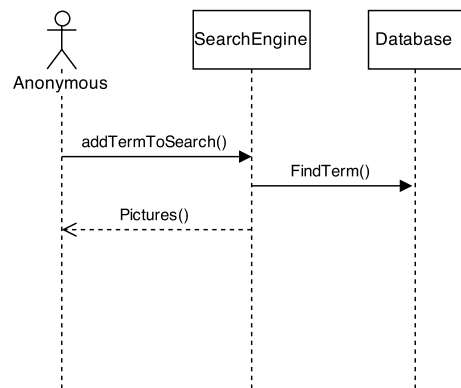 SearchEngine
Database
Anonymous
addTermToSearch()
FindTerm()
Pictures()